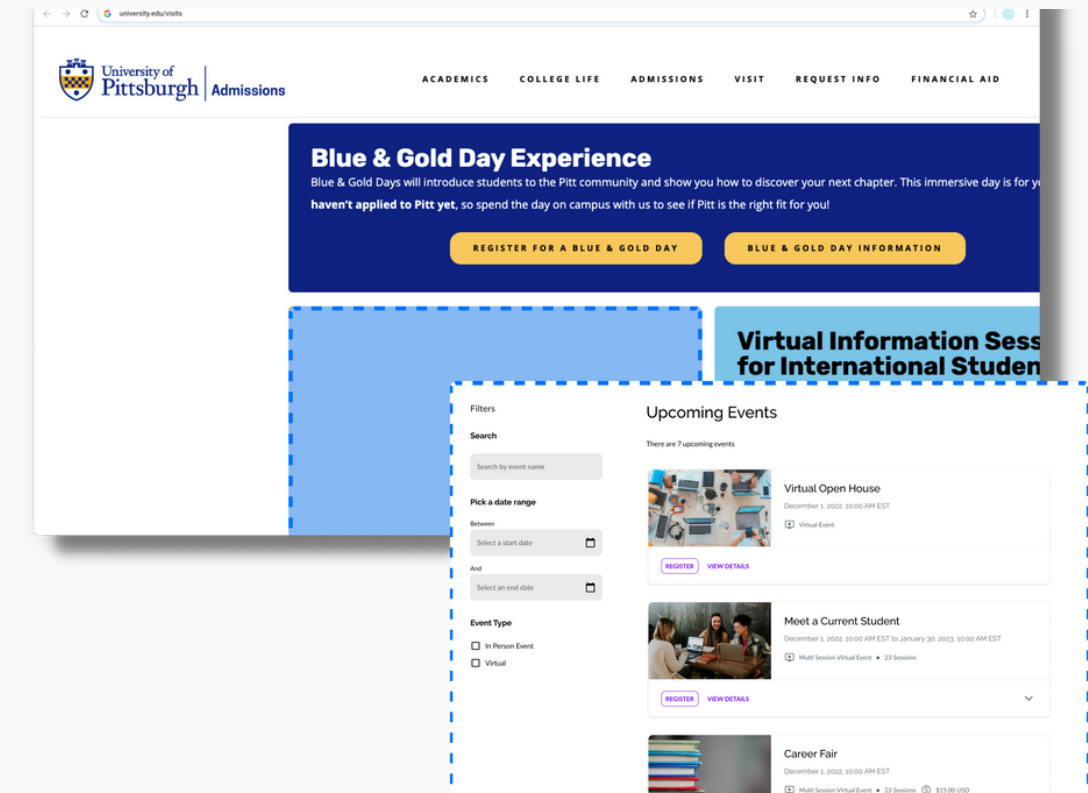 university.edu/visits
University of
Pittsburgh
Admissions
ACADEMICS COLLEGE LIFE ADMISSIONS VISIT REQUEST INFO FINANCIAL AID
Blue & Gold Day Experience
Blue & Gold Days will introduce students to the Pitt community and show you how to discover your next chapter. This immersive day is for
haven't applied to Pitt yet, so spend the day on campus with us to see if Pitt is the right fit for you!
REGISTER FOR A BLUE & GOLD DAY
BLUE & GOLD DAY INFORMATION
Virtual Information Sess
for International Studen
Filters
Search
Search by event name
Pick a date range
Between
Select a start date
And
Select an end date
Event Type
In Person Event
Virtual
Upcoming Events
There are 7 upcoming events
Virtual Open House
December 1, 2022, 10:00 AM EST
Virtual Event
REGISTER VIEW DETAILS
Meet a Current Student
December 1, 2022, 10:00 AM EST to January 30, 2023, 10:00 AM EST
Multi Session Virtual Event • 23 Sessions
REGISTER VIEW DETAILS
Career Fair
December 1, 2022, 10:00 AM EST
Multi Session Virtual Event • 23 Sessions $15.00 USD